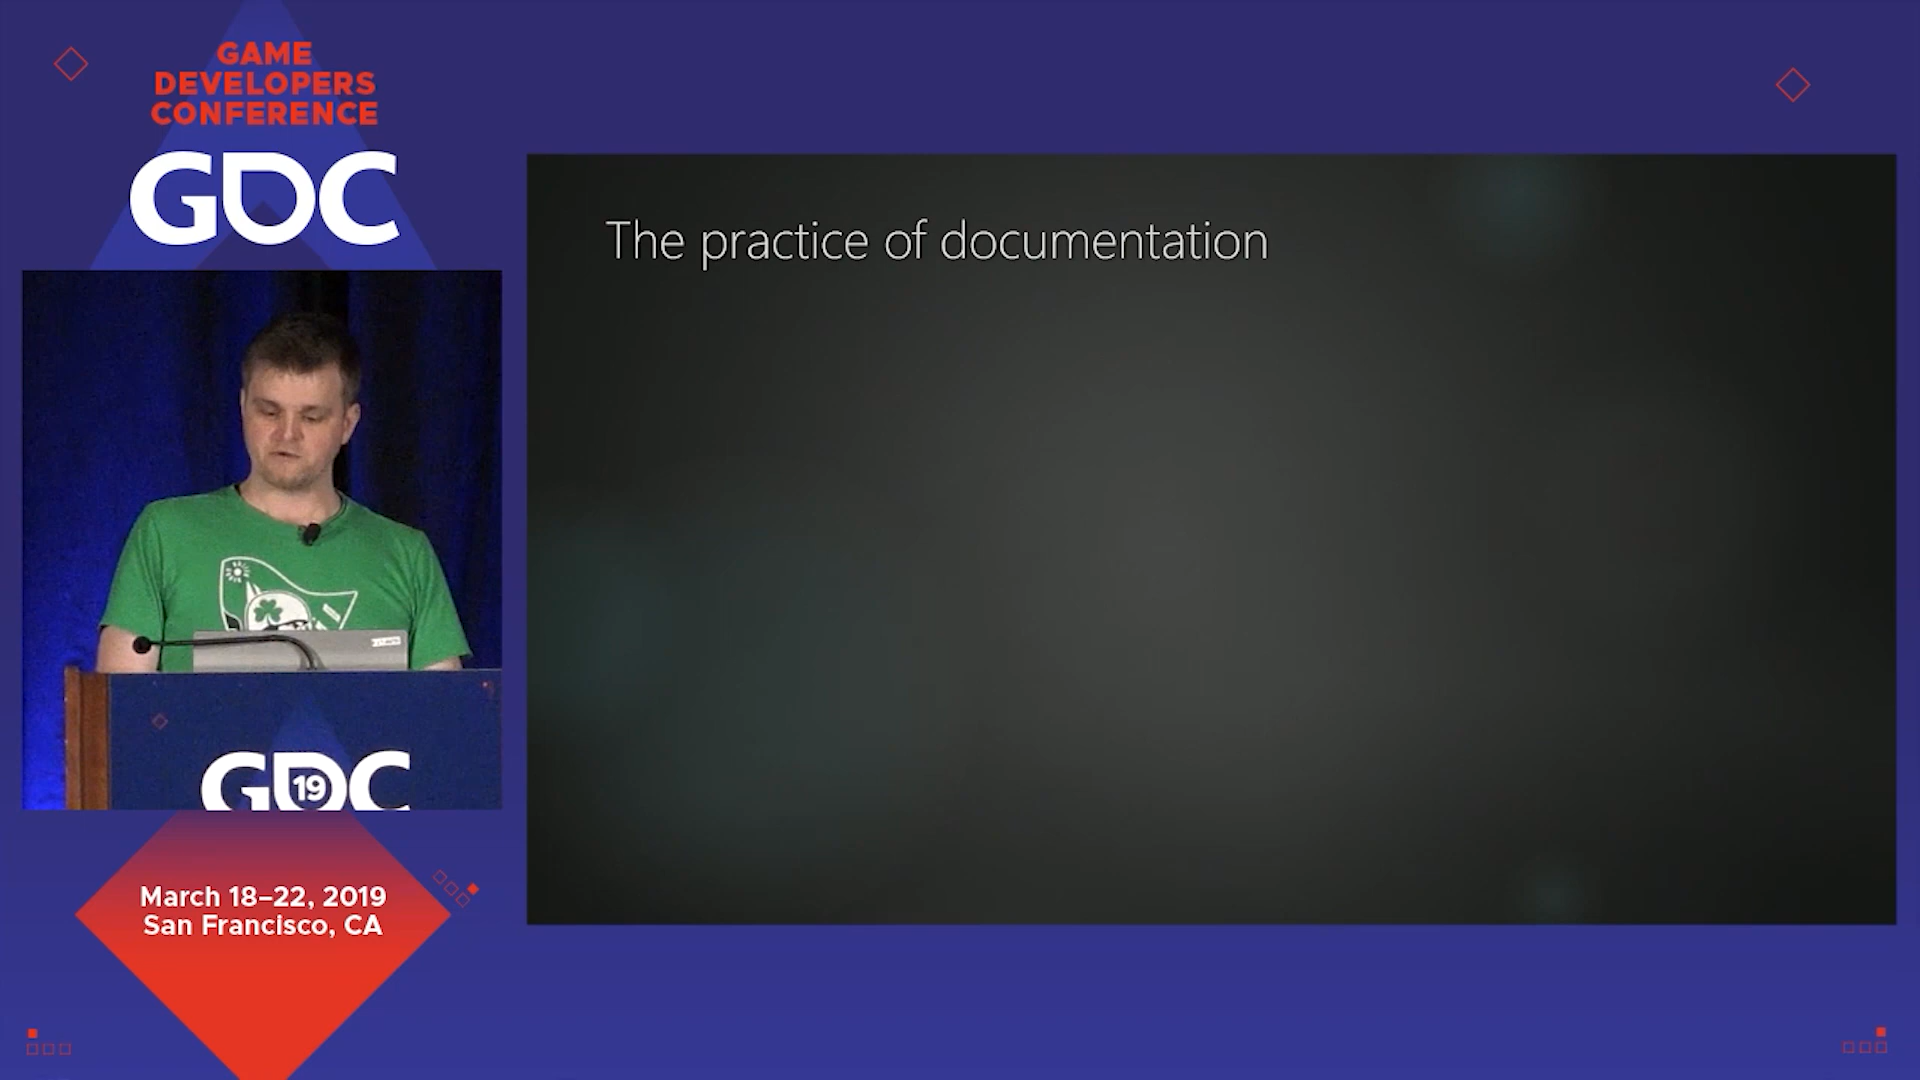 GAME
DEVELOPERS
CONFERENCE
GDC
The practice of documentation
GDC
19
March 18–22, 2019
San Francisco, CA